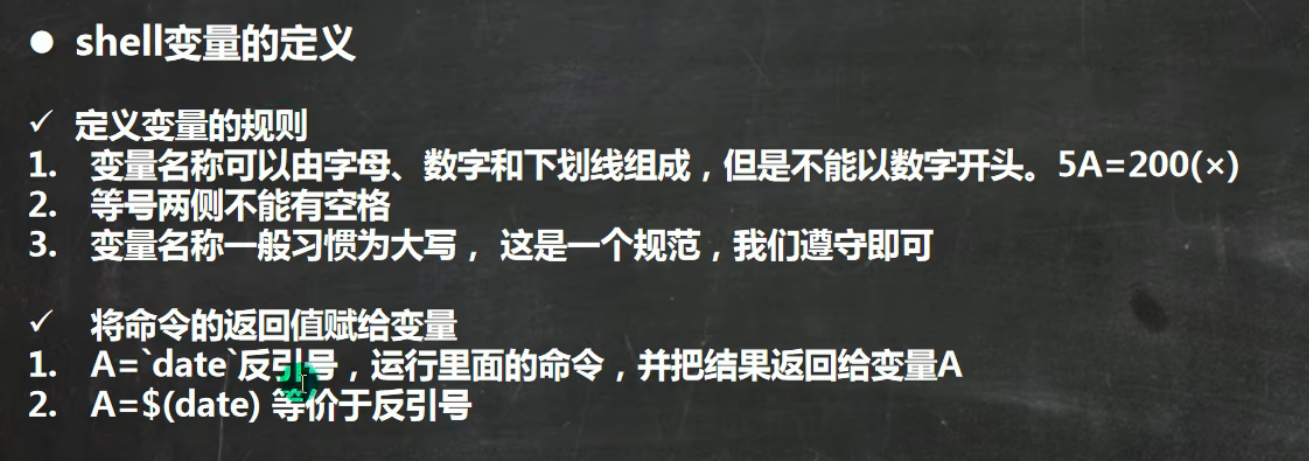 ● shell变量的定义
✓ 定义变量的规则
1. 变量名称可以由字母、数字和下划线组成，但是不能以数字开头。5A=200(×)
2. 等号两侧不能有空格
3. 变量名称一般习惯为大写， 这是一个规范，我们遵守即可
✓ 将命令的返回值赋给变量
1. A=`date`反引号，运行里面的命令，并把结果返回给变量A
2. A=$(date) 等价于反引号